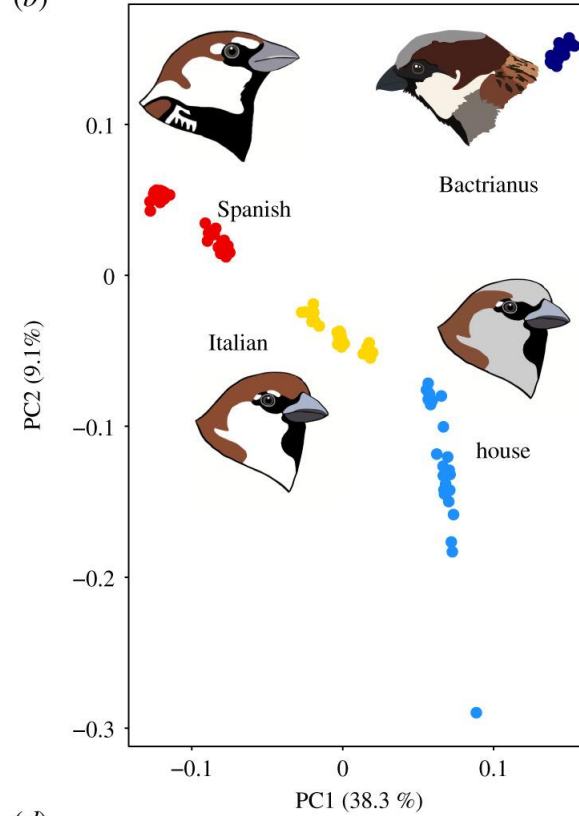 (b)
0.1
Bactrianus
Spanish
0
Italian
PC2 (9.1%)
−0.1
house
−0.2
−0.3
−0.1
0
0.1
PC1 (38.3 %)
(d)